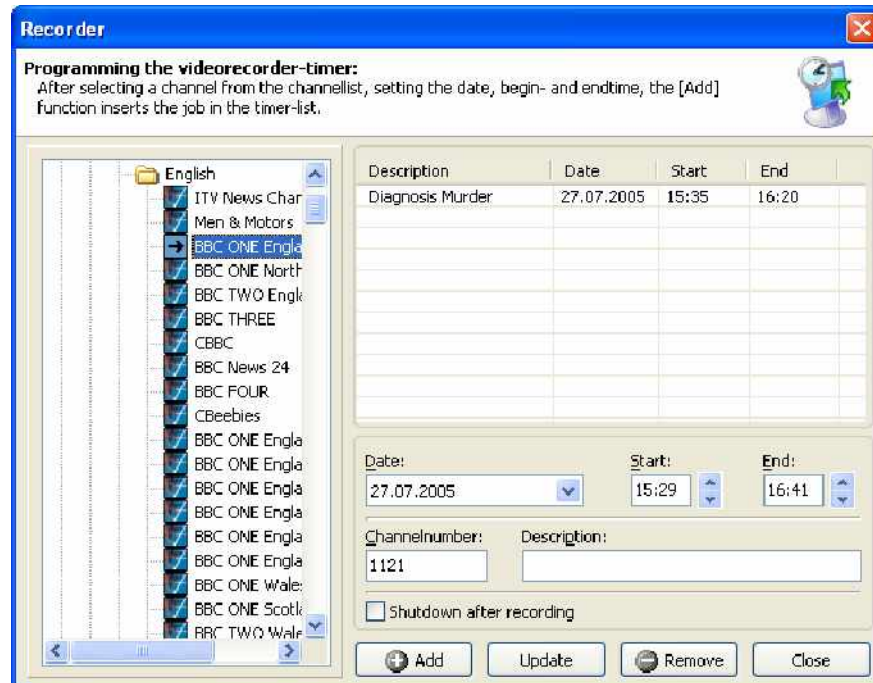 Recorder
Programming the videorecorder-timer:
After selecting a channel from the channellist, setting the date, begin- and endtime, the [Add]
function inserts the job in the timer-list.
English
ITV News Char
Men & Motors
BBC ONE Engla
BBC ONE North
BBC TWO Engla
BBC THREE
CBBC
BBC News 24
BBC FOUR
CBeebies
BBC ONE Engla
BBC ONE Engla
BBC ONE Engla
BBC ONE Engla
BBC ONE Engla
BBC ONE Engla
BBC ONE Wale
BBC ONE Scotla
BBC TWO Wale
Description Date Start End
Diagnosis Murder 27.07.2005 15:35 16:20
Date: Start: End:
27.07.2005 15:29 16:41
Channelnumber: Description:
1121
Shutdown after recording
Add Update Remove Close